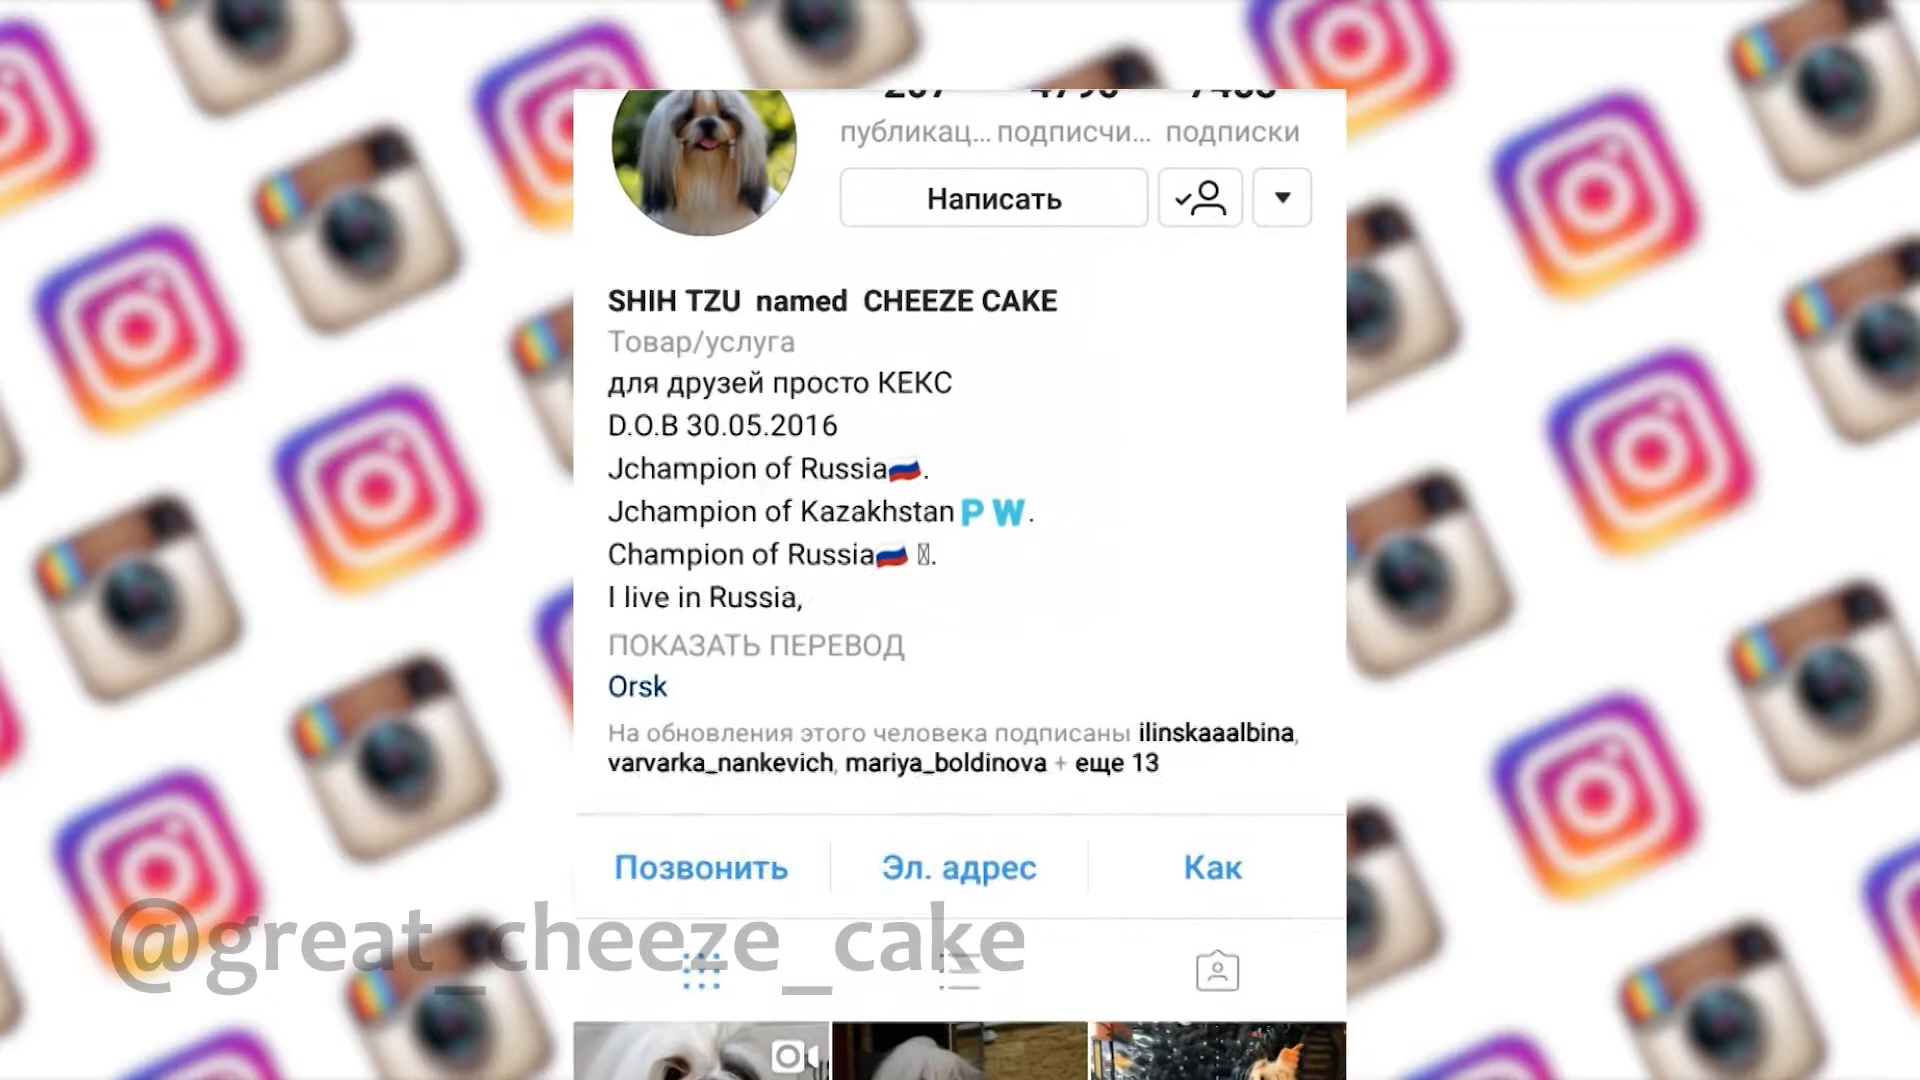 публикац... подписчи... подписки
Написать
SHIH TZU named CHEEZE CAKE
Товар/услуга
для друзей просто КЕКС
D.O.B 30.05.2016
Jchampion of Russia🇷🇺.
Jchampion of Kazakhstan P W.
Champion of Russia🇷🇺 .
I live in Russia,
ПОКАЗАТЬ ПЕРЕВОД
Orsk
На обновления этого человека подписаны ilinskaaalbina,
varvarka_nankevich, mariya_boldinova + еще 13
Позвонить Эл. адрес Как
@great_cheeze_cake